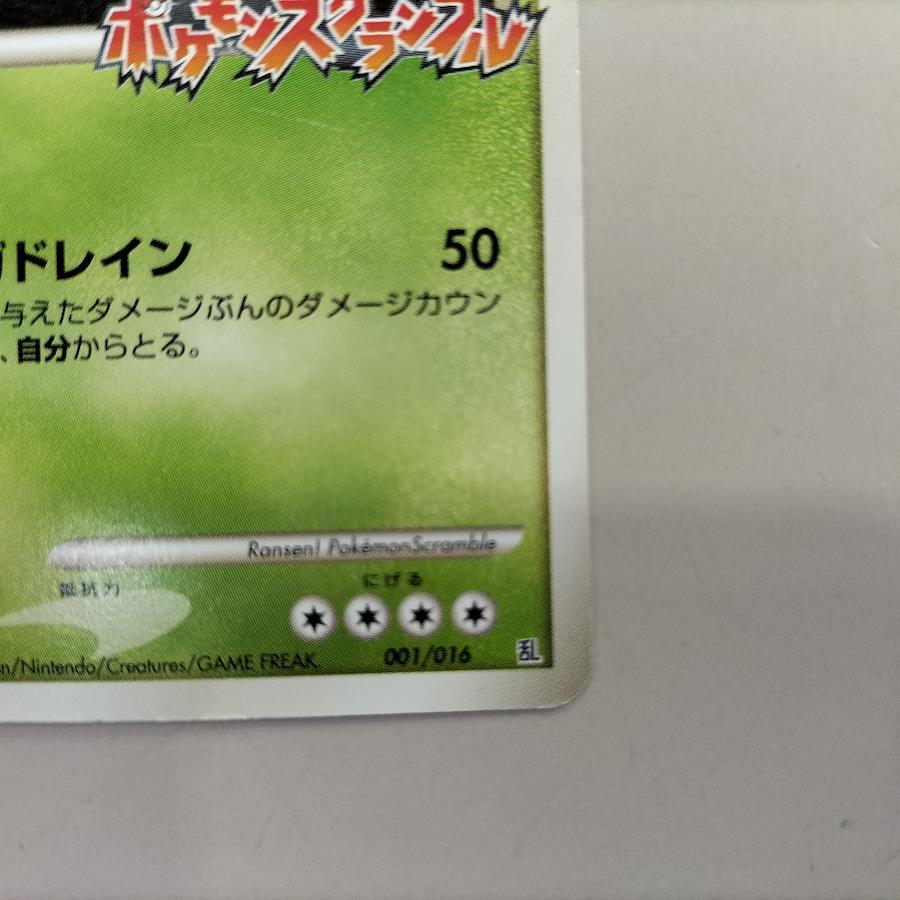 ポケモンスクランブル
ガドレイン 50
与えたダメージぶんのダメージカウン
、自分からとる。
Ransen! PokémonScramble
抵抗力 にげる
n/Nintendo/Creatures/GAME FREAK 001/016 乱